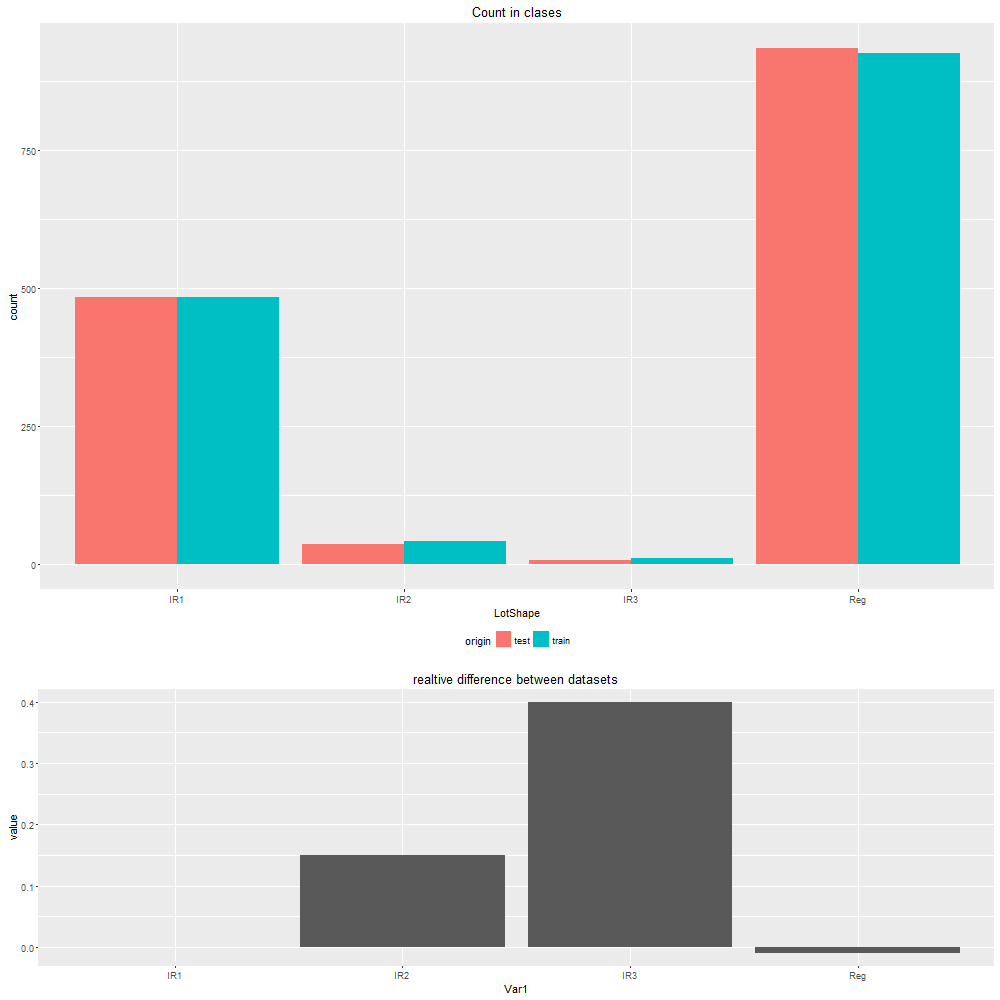 Count in clases
750
500
250
0
count
IR1 IR2 IR3 Reg
LotShape
origin test train
realtive difference between datasets
0.4
0.3
0.2
0.1
0.0
value
IR1 IR2 IR3 Reg
Var1